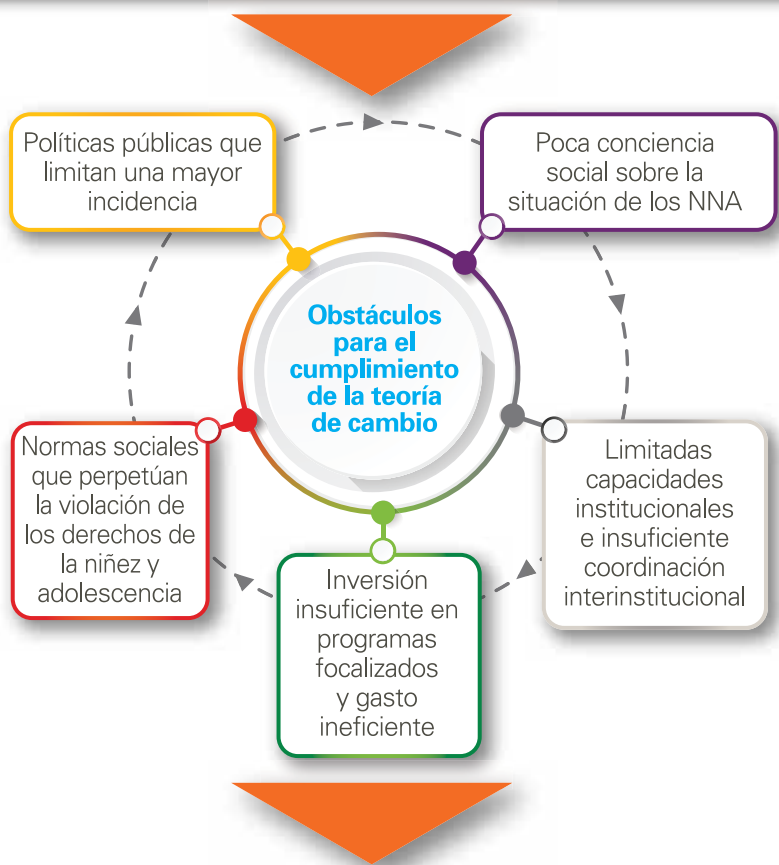 Políticas públicas que
limitan una mayor
incidencia
Poca conciencia
social sobre la
situación de los NNA
Obstáculos
para el
cumplimiento
de la teoría
de cambio
Normas sociales
que perpetúan
la violación de
los derechos de
la niñez y
adolescencia
Limitadas
capacidades
institucionales
e insuficiente
coordinación
interinstitucional
Inversión
insuficiente en
programas
focalizados
y gasto
ineficiente